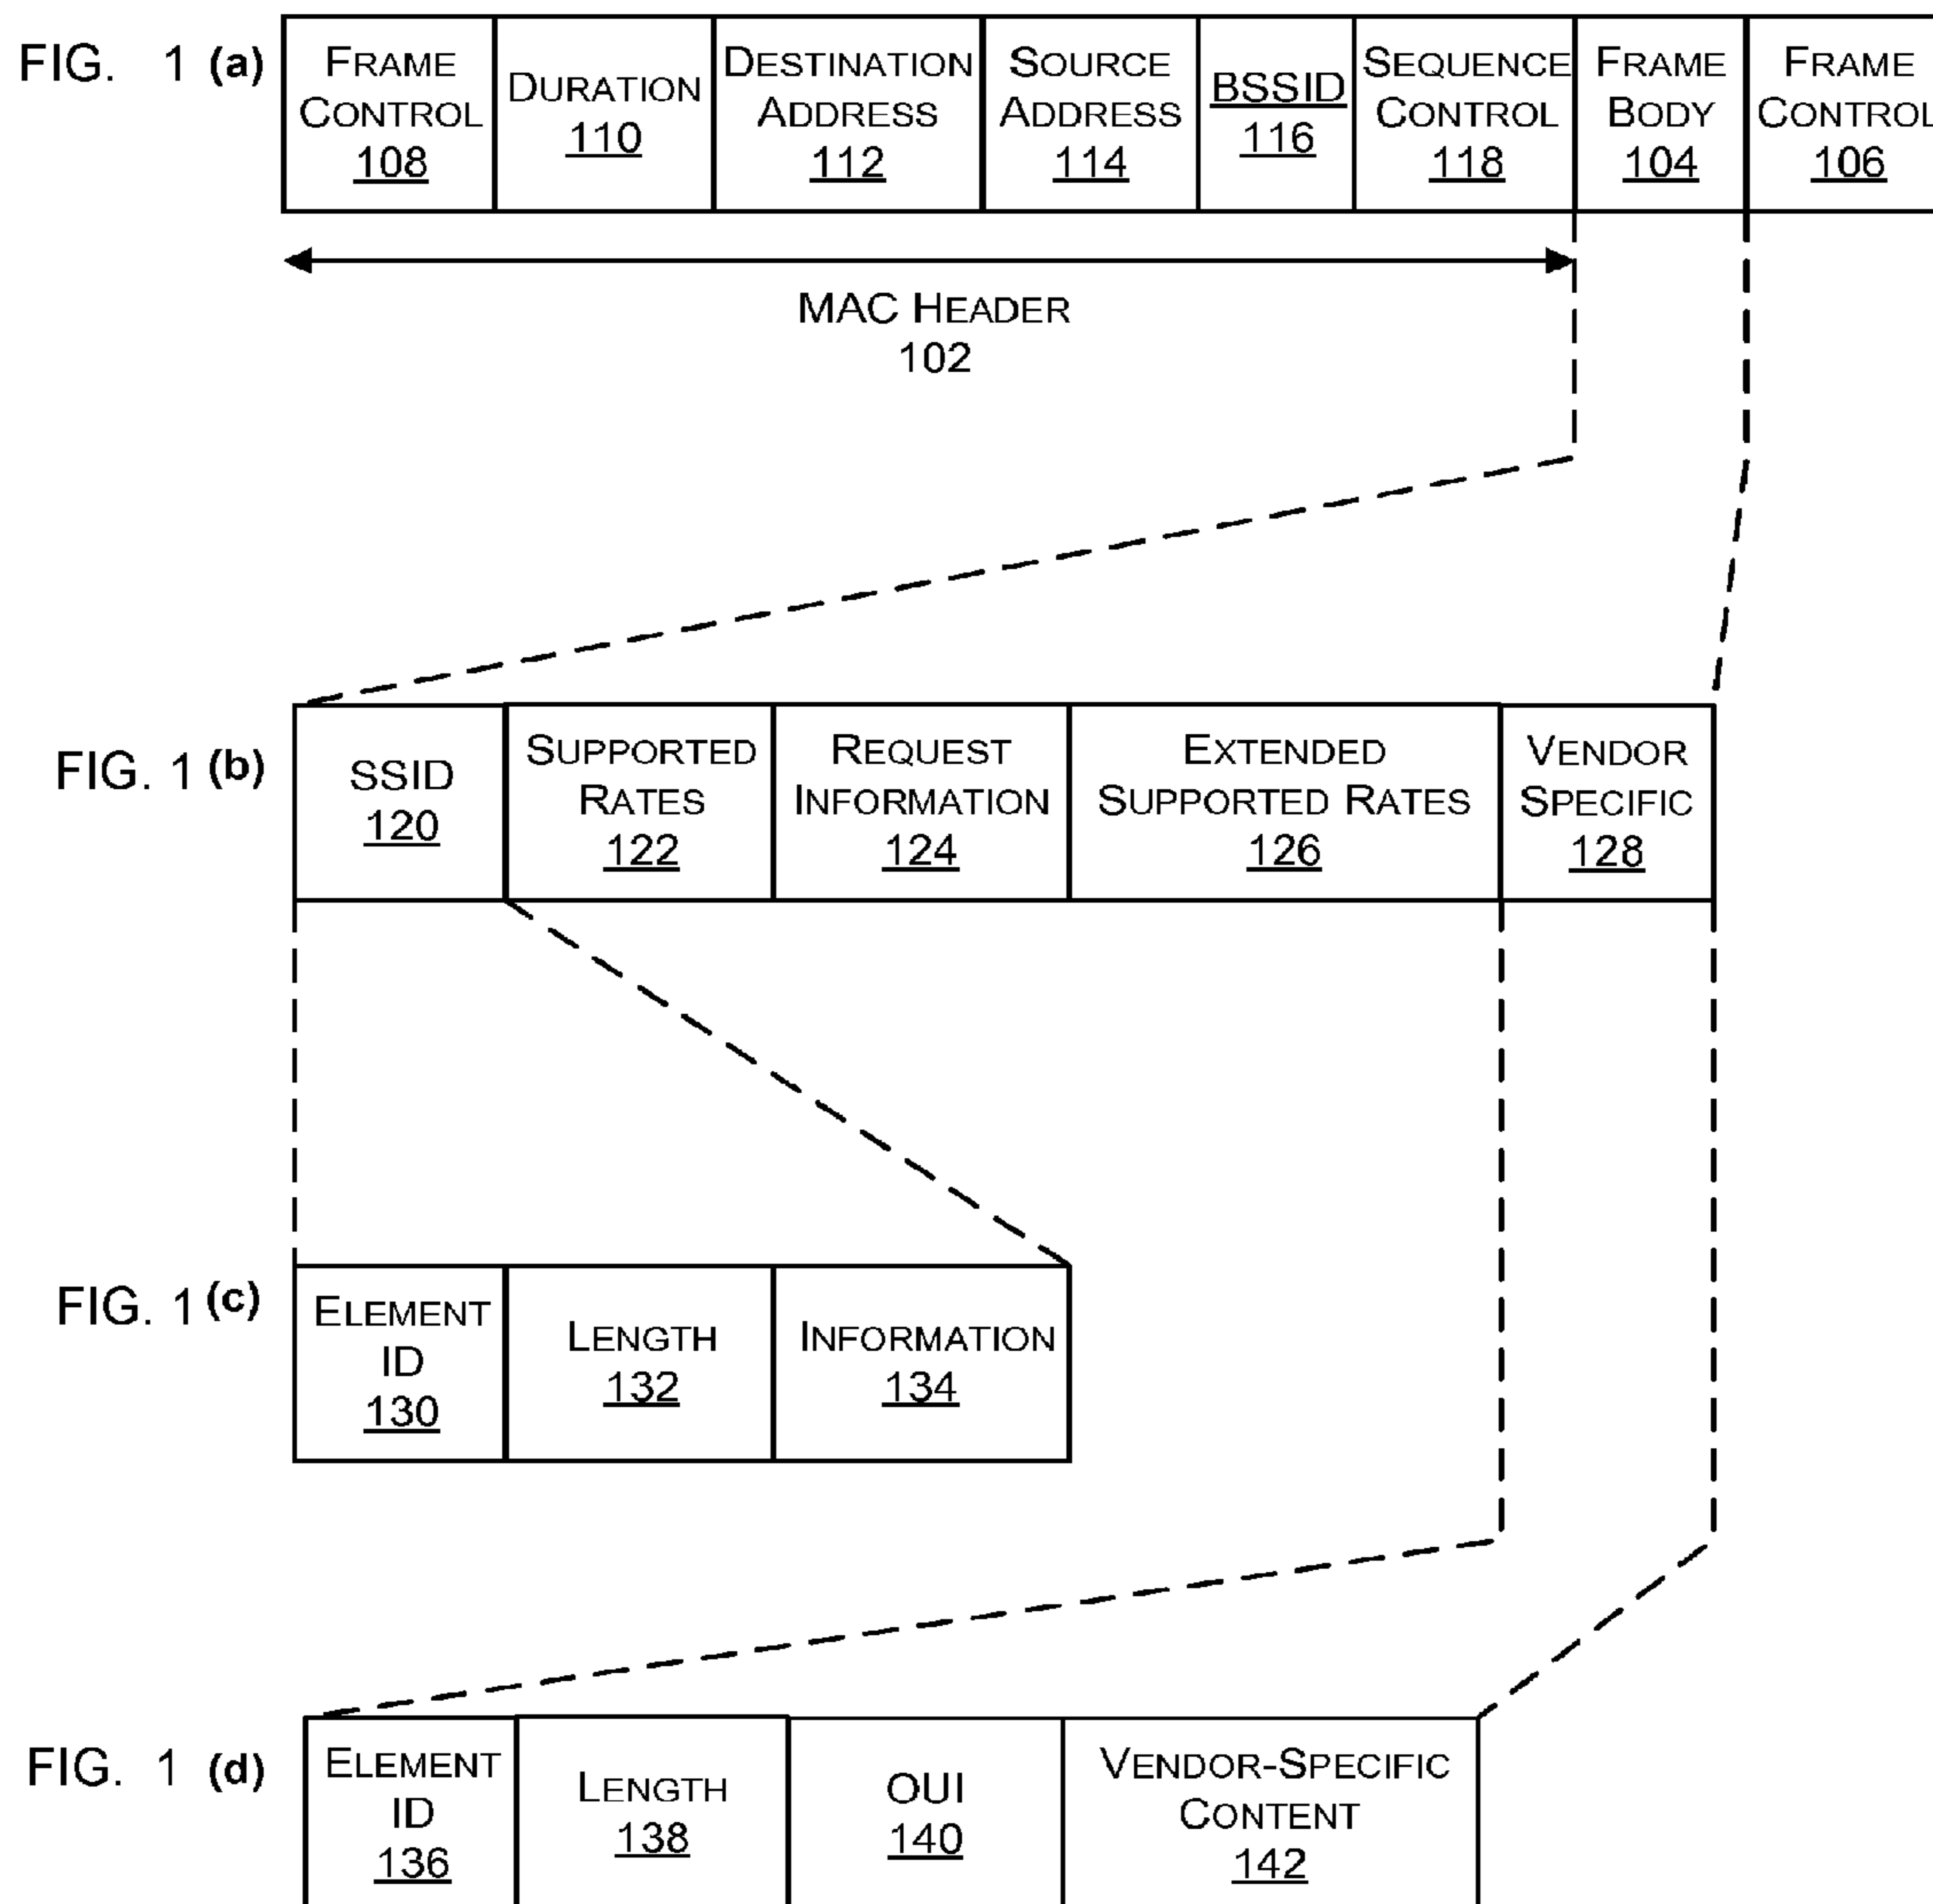 FIG. 1 (a)
FRAME CONTROL 108
DURATION 110
DESTINATION ADDRESS 112
SOURCE ADDRESS 114
BSSID 116
SEQUENCE CONTROL 118
FRAME BODY 104
FRAME CONTROL 106
MAC HEADER
102
FIG. 1 (b)
SSID 120
SUPPORTED RATES 122
REQUEST INFORMATION 124
EXTENDED SUPPORTED RATES 126
VENDOR SPECIFIC 128
FIG. 1 (c)
ELEMENT ID 130
LENGTH 132
INFORMATION 134
FIG. 1 (d)
ELEMENT ID 136
LENGTH 138
OUI 140
VENDOR-SPECIFIC CONTENT 142